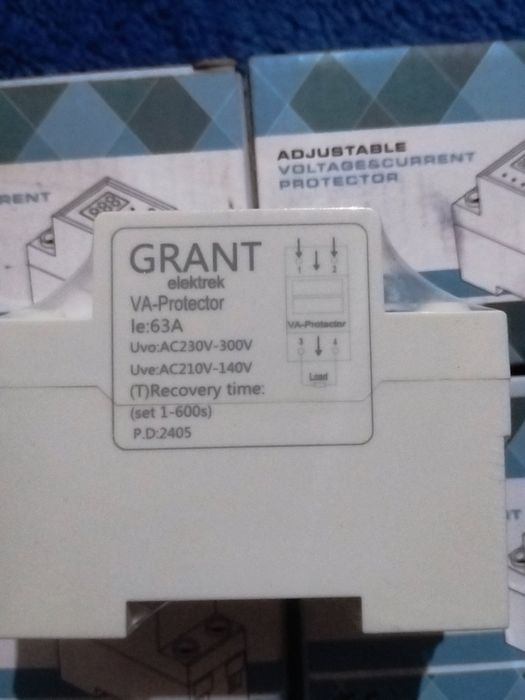 ADJUSTABLE
VOLTAGE&CURRENT
PROTECTOR
RENT
GRANT
elektrek
VA-Protector
Ie:63A
Uvo:AC230V-300V
Uve:AC210V-140V
(T)Recovery time:
(set 1-600s)
P.D:2405
1 2
VA-Protector
3 4
Load